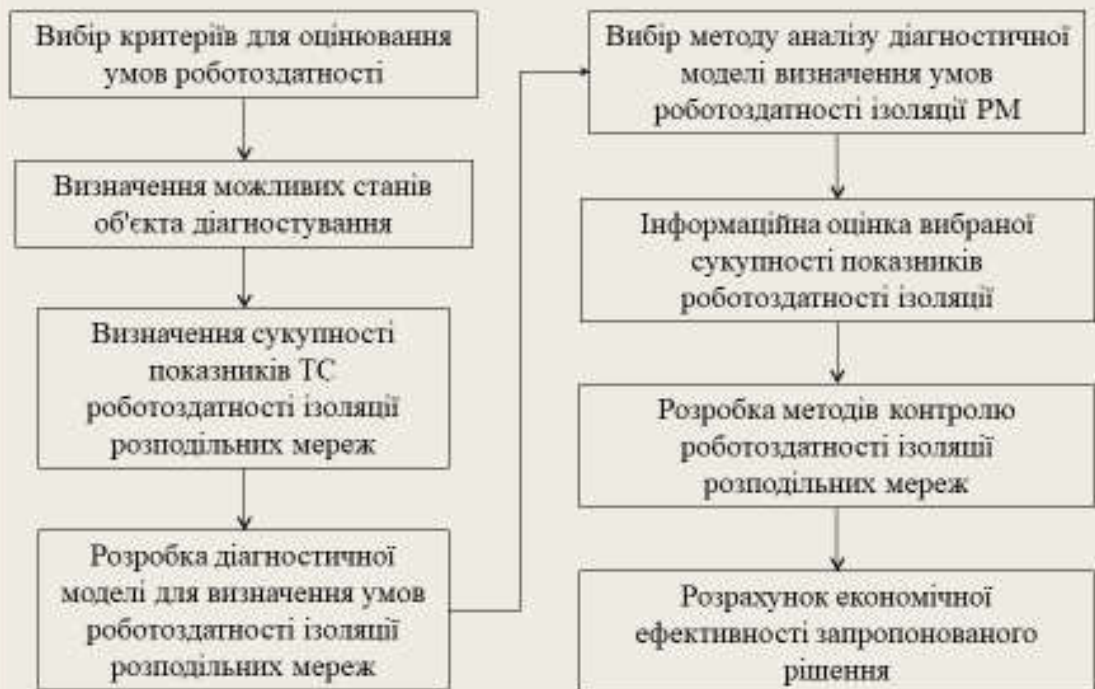 Вибір критеріїв для оцінювання
умов роботоздатності
Визначення можливих станів
об'єкта діагностування
Визначення сукупності
показників ТС
роботоздатності ізоляції
розподільних мереж
Розробка діагностичної
моделі для визначення умов
роботоздатності ізоляції
розподільних мереж
Вибір методу аналізу діагностичної
моделі визначення умов
роботоздатності ізоляції РМ
Інформаційна оцінка вибраної
сукупності показників
роботоздатності ізоляції
Розробка методів контролю
роботоздатності ізоляції
розподільних мереж
Розрахунок економічної
ефективності запропонованого
рішення